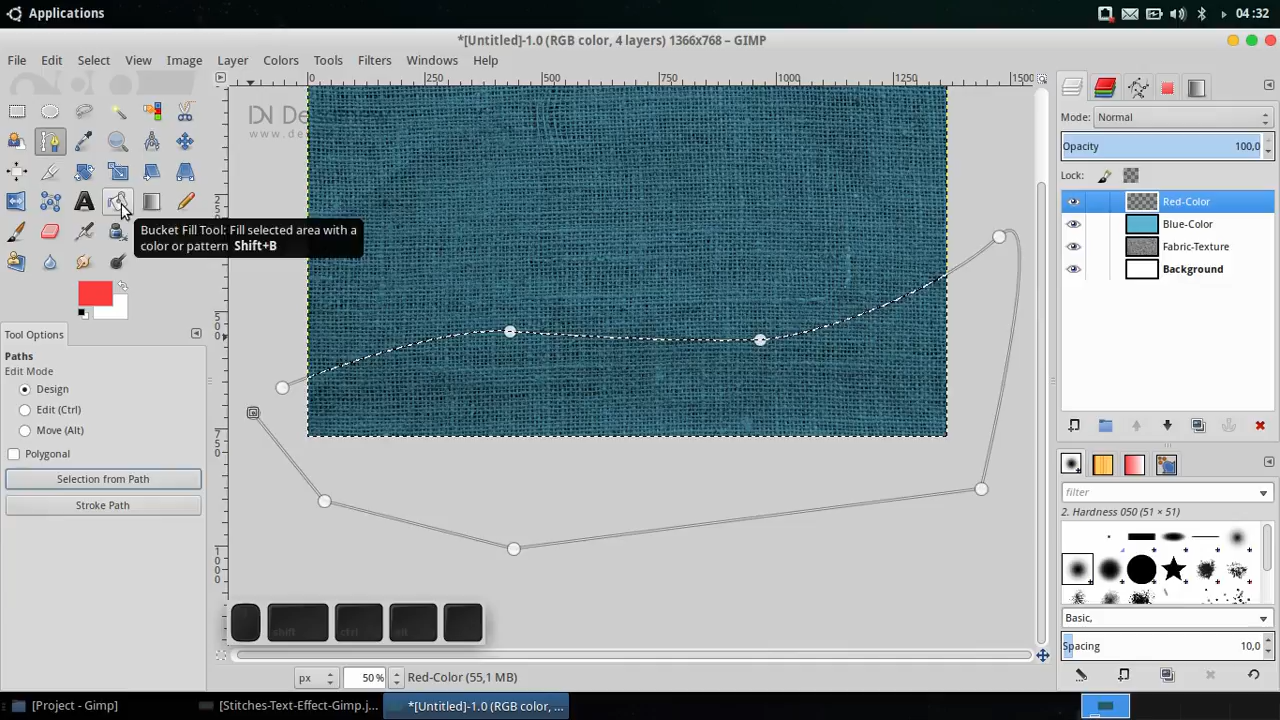 Applications
04:32
*[Untitled]-1.0 (RGB color, 4 layers) 1366x768 – GIMP
File Edit Select View Image Layer Colors Tools Filters Windows Help
0 250 500 750 1000 1250 1500
Mode: Normal
Opacity 100,0
Lock:
Red-Color
Blue-Color
Fabric-Texture
Background
Bucket Fill Tool: Fill selected area with a
color or pattern Shift+B
Tool Options
Paths
Edit Mode
Design
Edit (Ctrl)
Move (Alt)
Polygonal
Selection from Path
Stroke Path
filter
2. Hardness 050 (51 × 51)
Basic,
Spacing 10,0
shift ctrl alt
px 50 % Red-Color (55,1 MB)
[Project - Gimp]
[Stitches-Text-Effect-Gimp.j...
*[Untitled]-1.0 (RGB color, ...